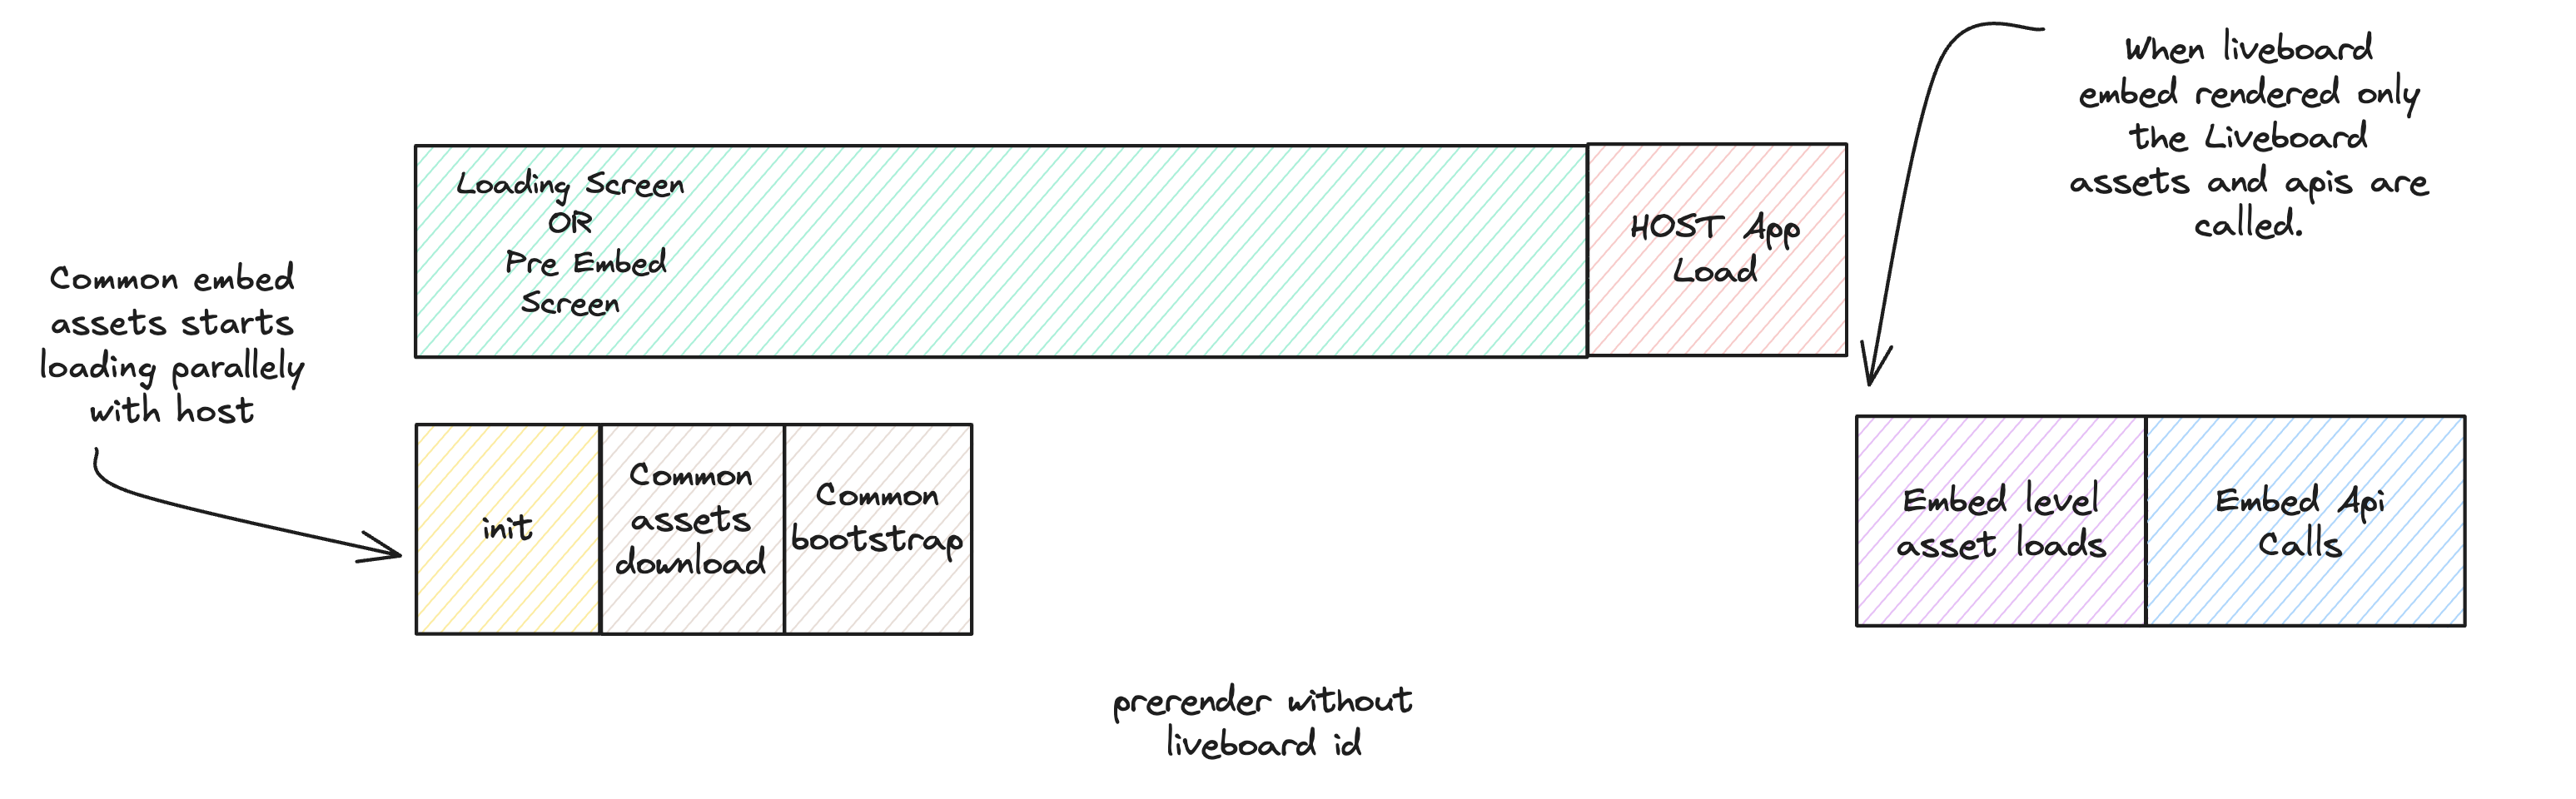 When liveboard
embed rendered only
the Liveboard
assets and apis are
called.
Loading Screen
OR
Pre Embed
Screen
HOST App
Load
Common embed
assets starts
loading parallely
with host
init
Common
assets
download
Common
bootstrap
Embed level
asset loads
Embed Api
Calls
prerender without
liveboard id